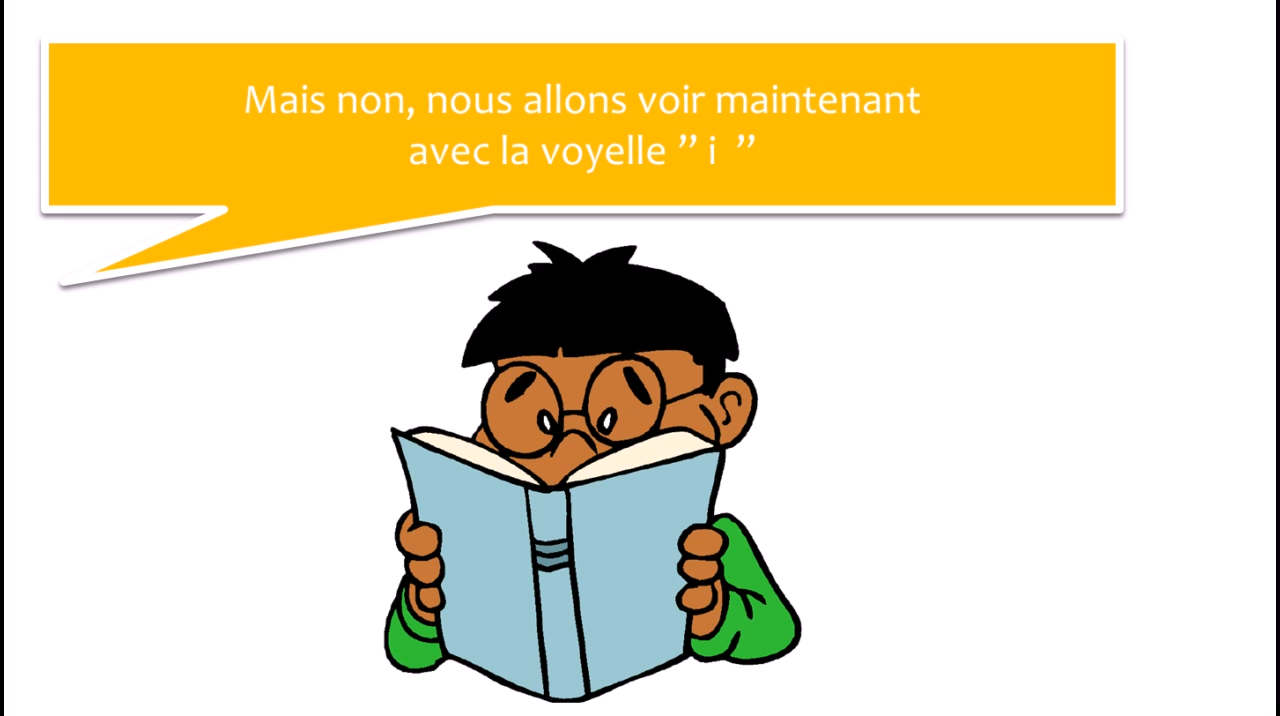 Mais non, nous allons voir maintenant
avec la voyelle ” i  ”